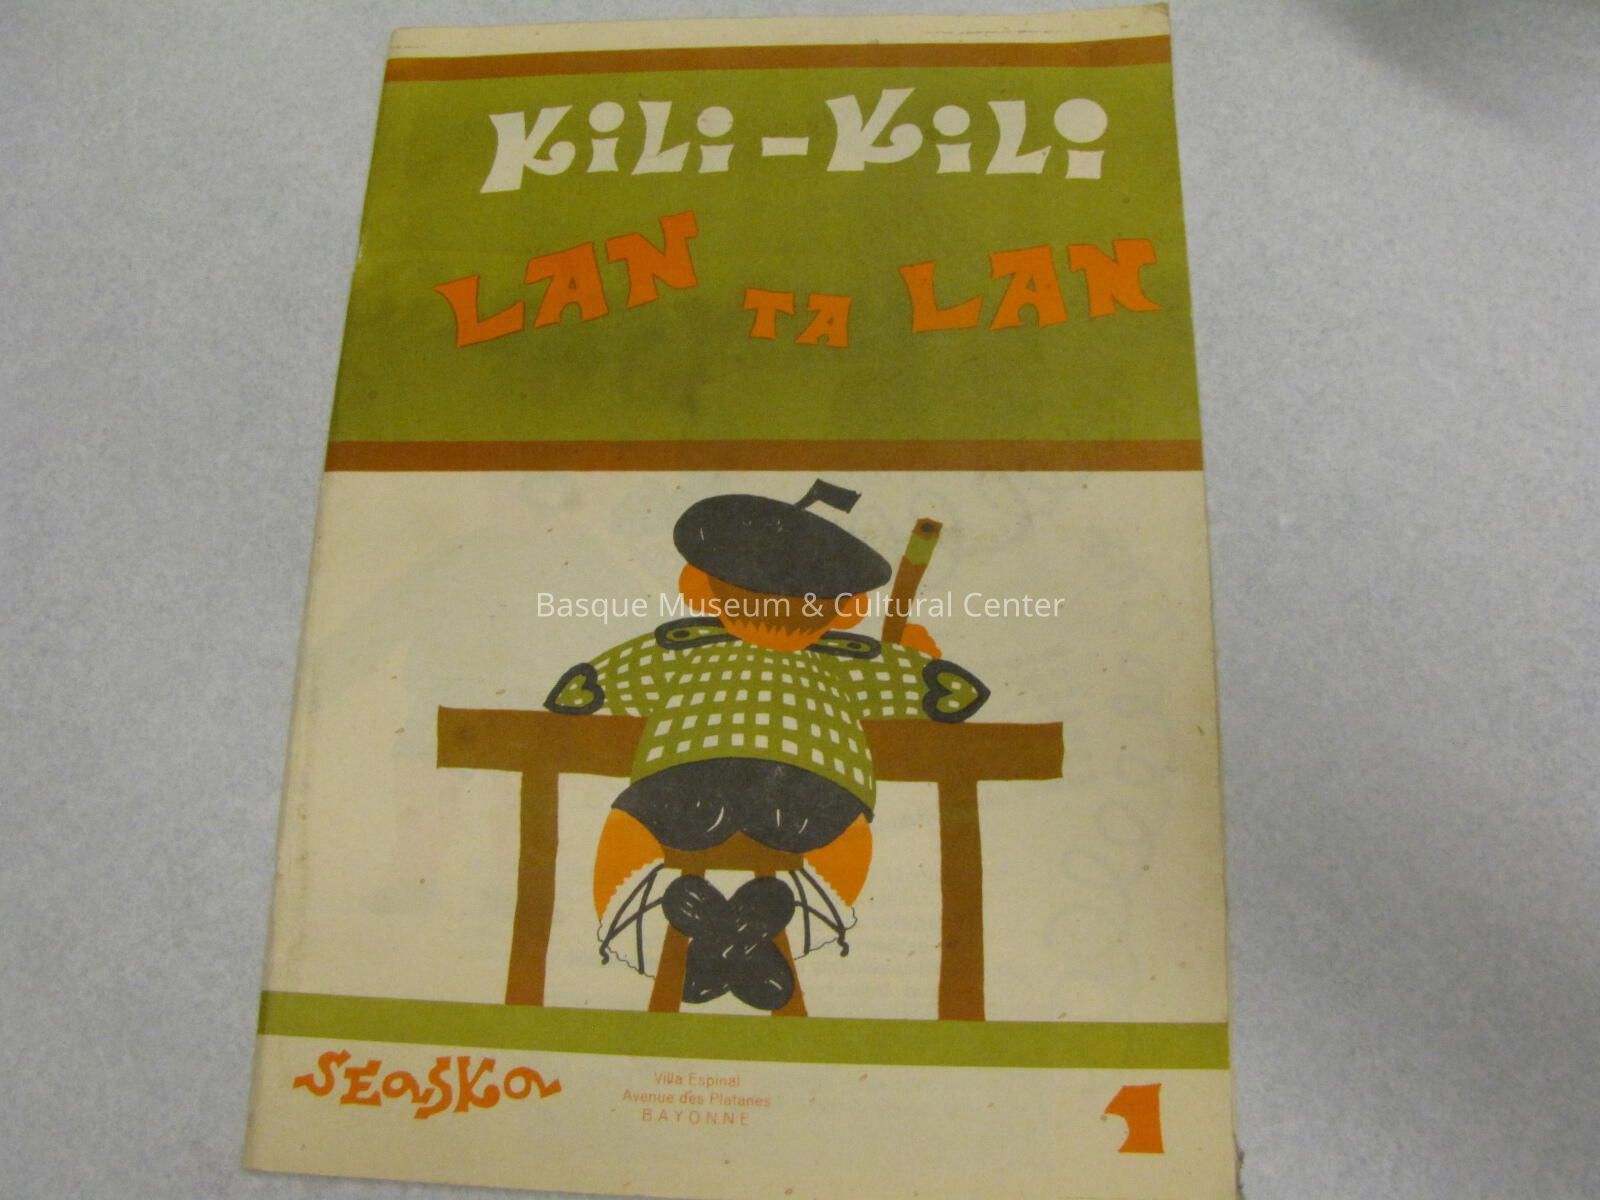 KiLi-KiLi
LAN TA LAN
Basque Museum & Cultural Center
SEASKA
Villa Espinal
Avenue des Platanes
BAYONNE
1